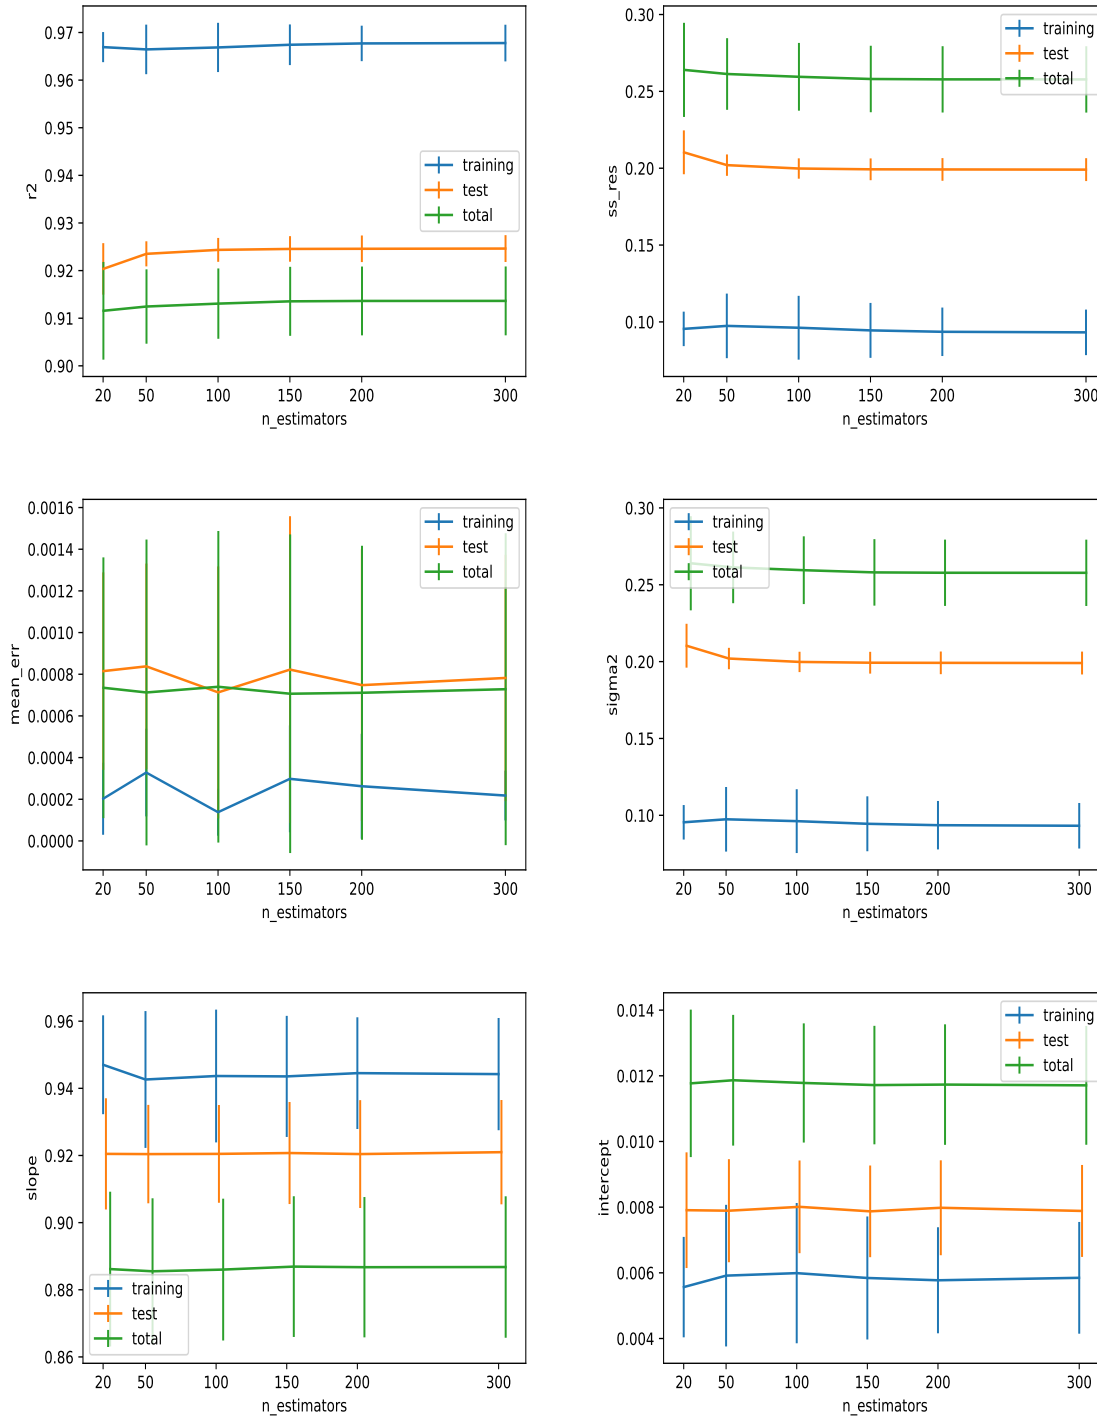 0.97
0.96
0.95
0.94
0.93
0.92
0.91
0.90
r2
training
test
total
20 50 100 150 200 300
n_estimators
0.30
0.25
0.20
0.15
0.10
ss_res
training
test
total
20 50 100 150 200 300
n_estimators
0.0016
0.0014
0.0012
0.0010
0.0008
0.0006
0.0004
0.0002
0.0000
mean_err
training
test
total
20 50 100 150 200 300
n_estimators
0.30
0.25
0.20
0.15
0.10
sigma2
training
test
total
20 50 100 150 200 300
n_estimators
0.96
0.94
0.92
0.90
0.88
0.86
slope
training
test
total
20 50 100 150 200 300
n_estimators
0.014
0.012
0.010
0.008
0.006
0.004
intercept
training
test
total
20 50 100 150 200 300
n_estimators